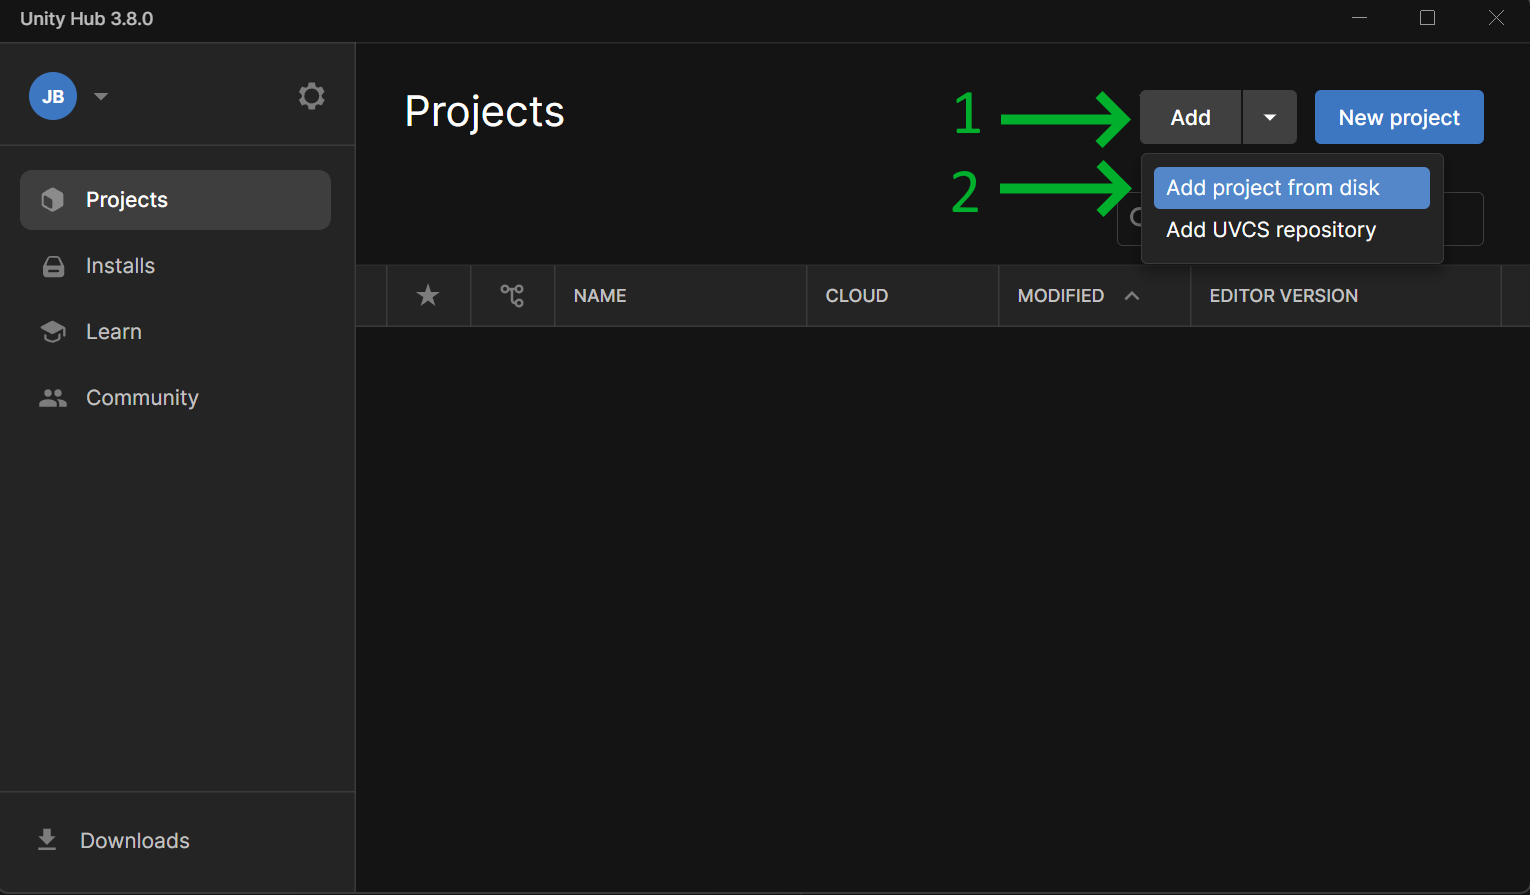 Unity Hub 3.8.0
JB
Projects
Installs
Learn
Community
Downloads
Projects
1
Add
New project
2
Add project from disk
Add UVCS repository
NAME
CLOUD
MODIFIED
EDITOR VERSION